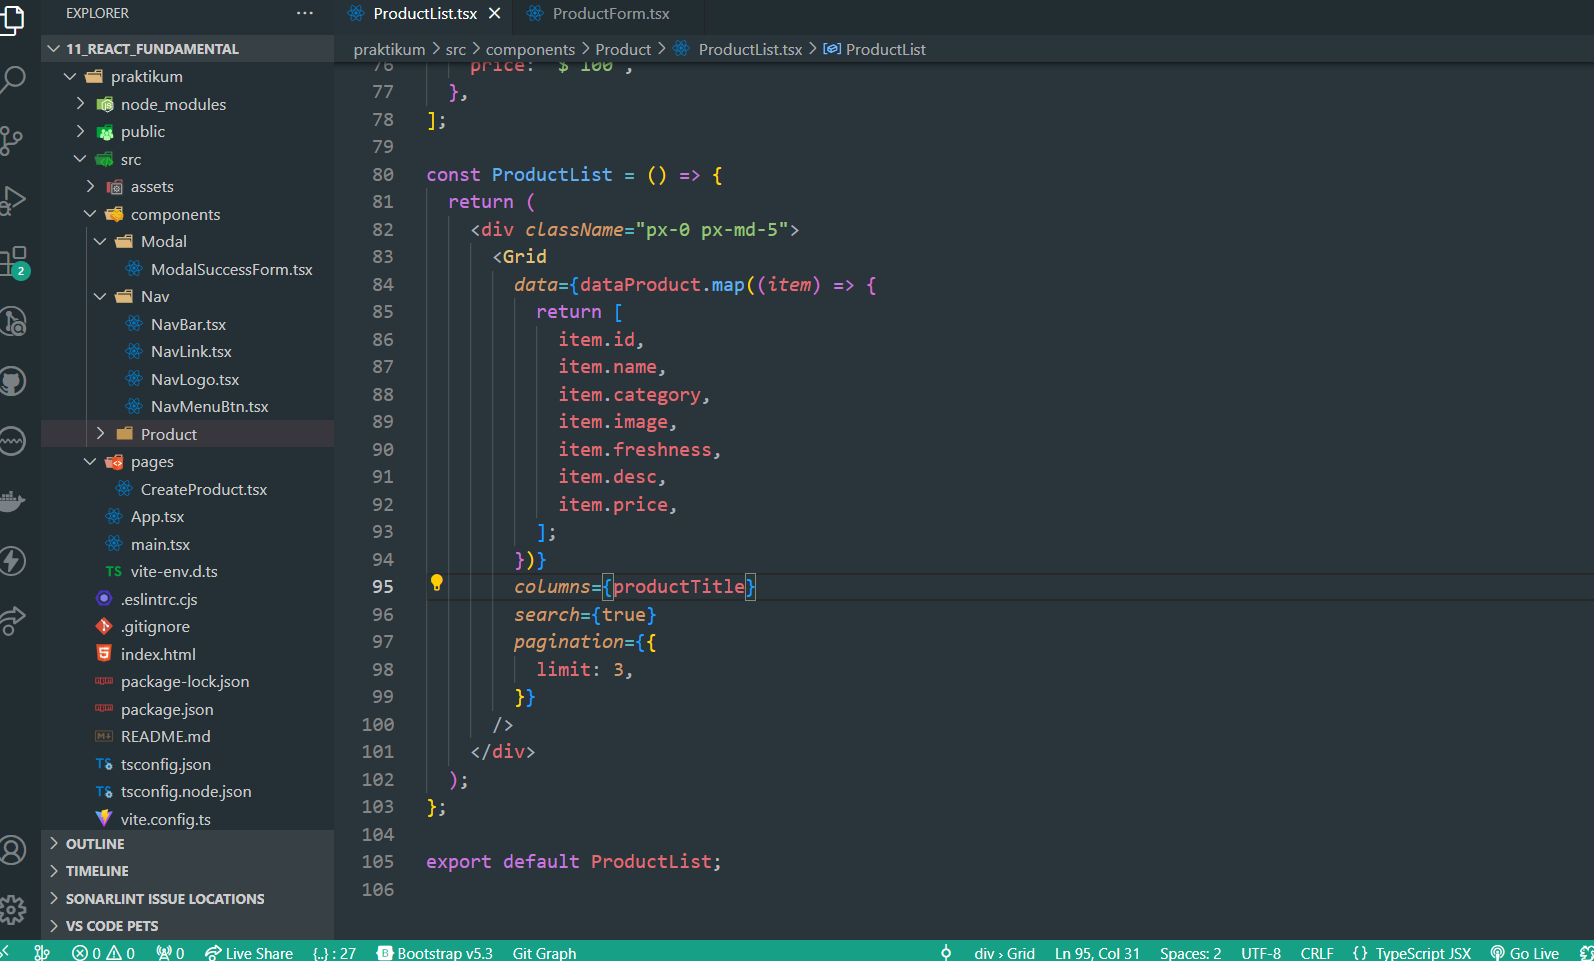 EXPLORER
11_REACT_FUNDAMENTAL
praktikum
node_modules
public
src
assets
components
Modal
ModalSuccessForm.tsx
Nav
NavBar.tsx
NavLink.tsx
NavLogo.tsx
NavMenuBtn.tsx
Product
pages
CreateProduct.tsx
App.tsx
main.tsx
TS vite-env.d.ts
.eslintrc.cjs
.gitignore
index.html
package-lock.json
package.json
README.md
tsconfig.json
tsconfig.node.json
vite.config.ts
OUTLINE
TIMELINE
SONARLINT ISSUE LOCATIONS
VS CODE PETS
2
ProductList.tsx ProductForm.tsx
praktikum > src > components > Product > ProductList.tsx > ProductList
76 price: "$ 100",
77 },
78 ];
79
80 const ProductList = () => {
81 return (
82 <div className="px-0 px-md-5">
83 <Grid
84 data={dataProduct.map((item) => {
85 return [
86 item.id,
87 item.name,
88 item.category,
89 item.image,
90 item.freshness,
91 item.desc,
92 item.price,
93 ];
94 })}
95 columns={productTitle}
96 search={true}
97 pagination={{
98 limit: 3,
99 }}
100 />
101 </div>
102 );
103 };
104
105 export default ProductList;
106
0 0 0 Live Share {..} : 27 B Bootstrap v5.3 Git Graph div › Grid Ln 95, Col 31 Spaces: 2 UTF-8 CRLF {} TypeScript JSX Go Live